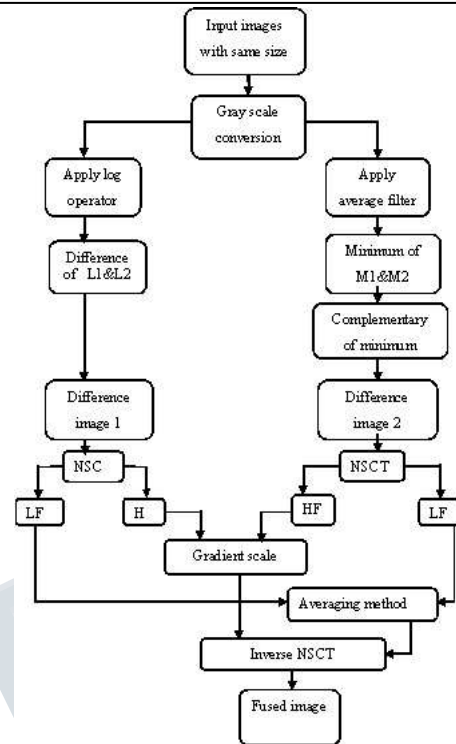 Input images
with same size
Gray scale
conversion
Apply log
operator
Apply
average filter
Difference
of L1&L2
Minimum of
M1&M2
Complementary
of minimum
Difference
image 1
Difference
image 2
NSC
NSCT
LF
H
HF
LF
Gradient scale
Averaging method
Inverse NSCT
Fused image